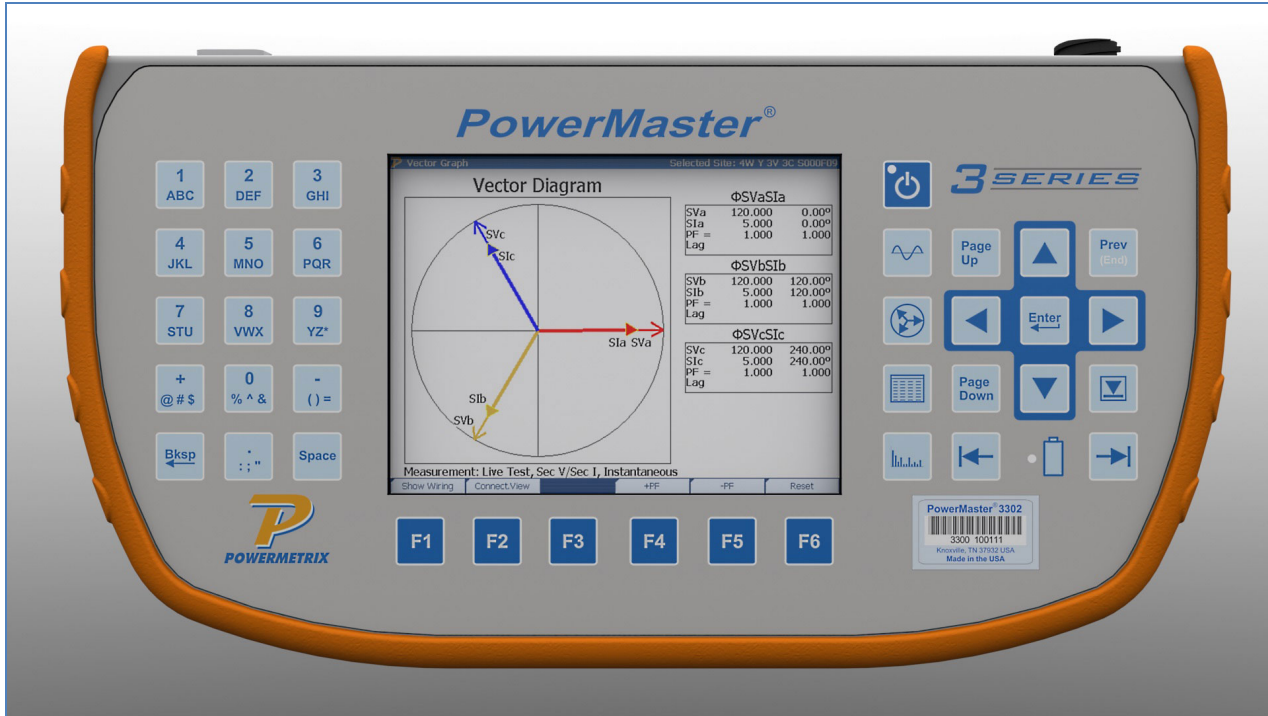 PowerMaster®
3 SERIES
1
ABC
2
DEF
3
GHI
4
JKL
5
MNO
6
PQR
7
STU
8
VWX
9
YZ*
+
@ # $
0
% ^ &
-
( ) =
Bksp
.
: ; "
Space
POWERMETRIX
Vector Graph
Selected Site: 4W Y 3V 3C S000F09
Vector Diagram
SVc
SIc
SIa SVa
SIb
SVb
ΦSVaSIa
SVa 120.000 0.00º
SIa 5.000 0.00º
PF = 1.000 1.000
Lag
ΦSVbSIb
SVb 120.000 120.00º
SIb 5.000 120.00º
PF = 1.000 1.000
Lag
ΦSVcSIc
SVc 120.000 240.00º
SIc 5.000 240.00º
PF = 1.000 1.000
Lag
Measurement: Live Test, Sec V/Sec I, Instantaneous
Show Wiring Connect.View +PF -PF Reset
F1 F2 F3 F4 F5 F6
Page
Up
Prev
(End)
Enter
Page
Down
PowerMaster® 3302
3300 100111
Knoxville, TN 37932 USA
Made in the USA